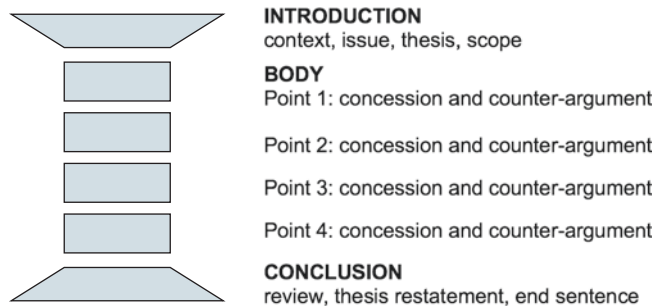 INTRODUCTION
context, issue, thesis, scope
BODY
Point 1: concession and counter-argument
Point 2: concession and counter-argument
Point 3: concession and counter-argument
Point 4: concession and counter-argument
CONCLUSION
review, thesis restatement, end sentence